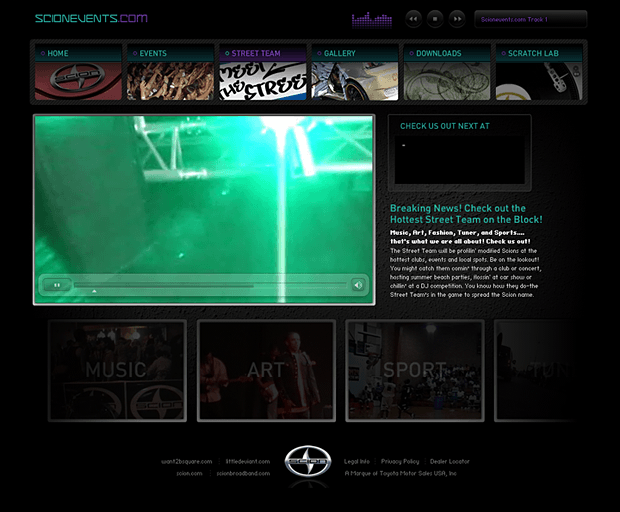 SCIONEVENTS.COM
Scionevents.com Track 1
HOME
EVENTS
STREET TEAM
GALLERY
DOWNLOADS
SCRATCH LAB
MEET
THE STREET
CHECK US OUT NEXT AT
Breaking News! Check out the
Hottest Street Team on the Block!
Music, Art, Fashion, Tuner, and Sports....
that's what we are all about! Check us out!
The Street Team will be profilin' modified Scions at the
hottest clubs, events and local spots. Be on the lookout!
You might catch them comin' through a club or concert,
hosting summer beach parties, flossin' at car show or
chillin' at a DJ competition. You know how they do-the
Street Team's in the game to spread the Scion name.
MUSIC
ART
SPORT
TUN
want2bsquare.com
littledeviant.com
scion.com
scionbroadband.com
SCION
Legal Info
Privacy Policy
Dealer Locator
A Marque of Toyota Motor Sales USA, Inc